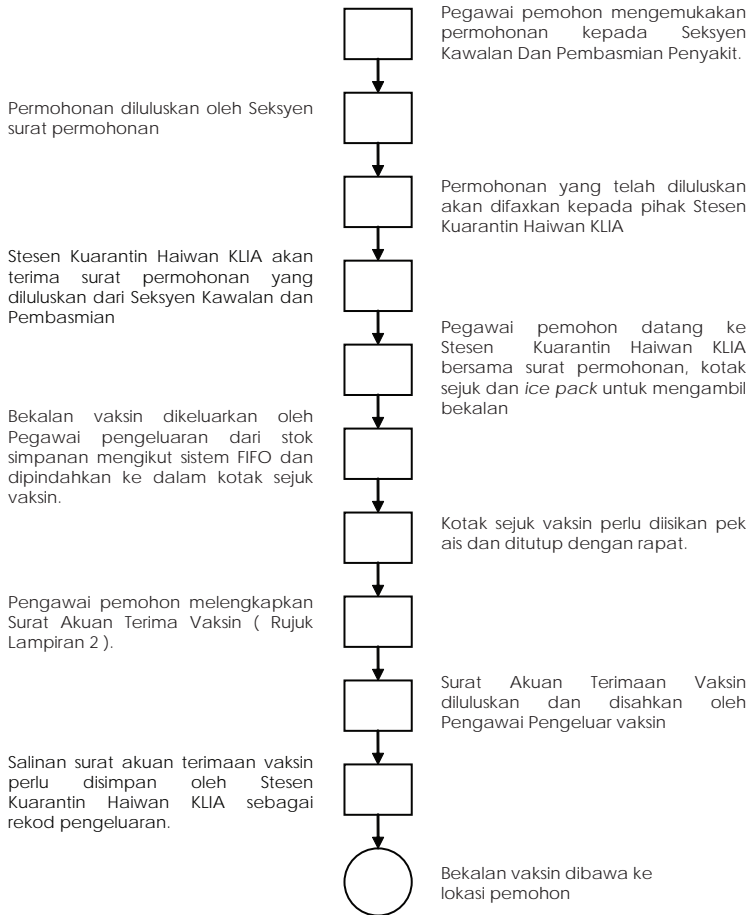 Pegawai pemohon mengemukakan
permohonan kepada Seksyen
Kawalan Dan Pembasmian Penyakit.
Permohonan diluluskan oleh Seksyen
surat permohonan
Permohonan yang telah diluluskan
akan difaxkan kepada pihak Stesen
Kuarantin Haiwan KLIA
Stesen Kuarantin Haiwan KLIA akan
terima surat permohonan yang
diluluskan dari Seksyen Kawalan dan
Pembasmian
Pegawai pemohon datang ke
Stesen Kuarantin Haiwan KLIA
bersama surat permohonan, kotak
sejuk dan ice pack untuk mengambil
bekalan
Bekalan vaksin dikeluarkan oleh
Pegawai pengeluaran dari stok
simpanan mengikut sistem FIFO dan
dipindahkan ke dalam kotak sejuk
vaksin.
Kotak sejuk vaksin perlu diisikan pek
ais dan ditutup dengan rapat.
Pengawai pemohon melengkapkan
Surat Akuan Terima Vaksin ( Rujuk
Lampiran 2 ).
Surat Akuan Terimaan Vaksin
diluluskan dan disahkan oleh
Pengawai Pengeluar vaksin
Salinan surat akuan terimaan vaksin
perlu disimpan oleh Stesen
Kuarantin Haiwan KLIA sebagai
rekod pengeluaran.
Bekalan vaksin dibawa ke
lokasi pemohon